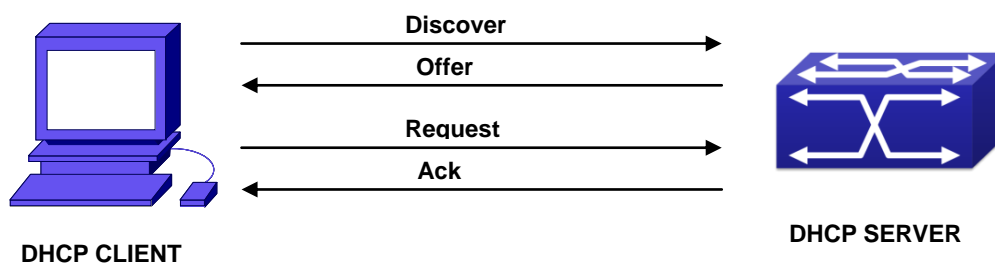 Discover
Offer
Request
Ack
DHCP CLIENT
DHCP SERVER